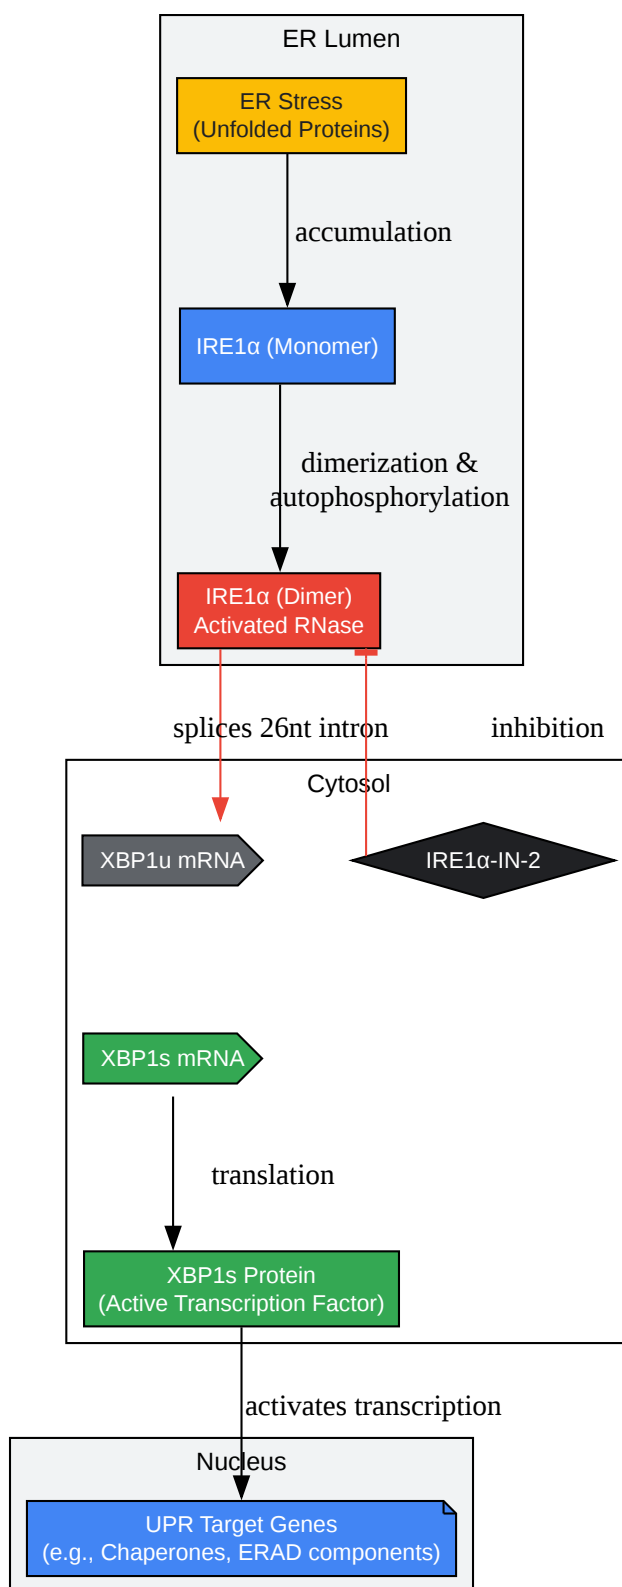 ER Lumen
ER Stress
(Unfolded Proteins)
accumulation
IRE1α (Monomer)
dimerization &
autophosphorylation
IRE1α (Dimer)
Activated RNase
splices 26nt intron
inhibition
Cytosol
XBP1u mRNA
IRE1α-IN-2
XBP1s mRNA
translation
XBP1s Protein
(Active Transcription Factor)
activates transcription
Nucleus
UPR Target Genes
(e.g., Chaperones, ERAD components)